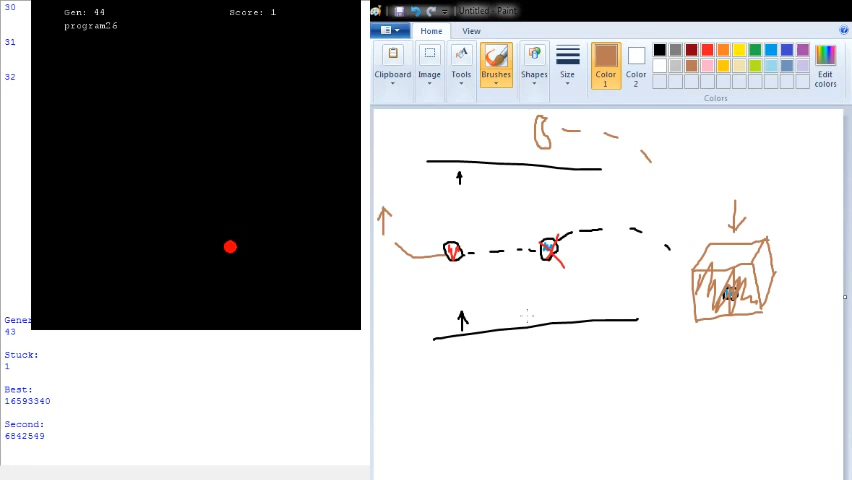 30
31
32
Gen: 44
Score: 1
program26
Gene
43
Stuck:
1
Best:
16593340
Second:
6842549
Untitled - Paint
Home
View
Clipboard
Image
Tools
Brushes
Shapes
Size
Color
1
Color
2
Edit
colors
Colors